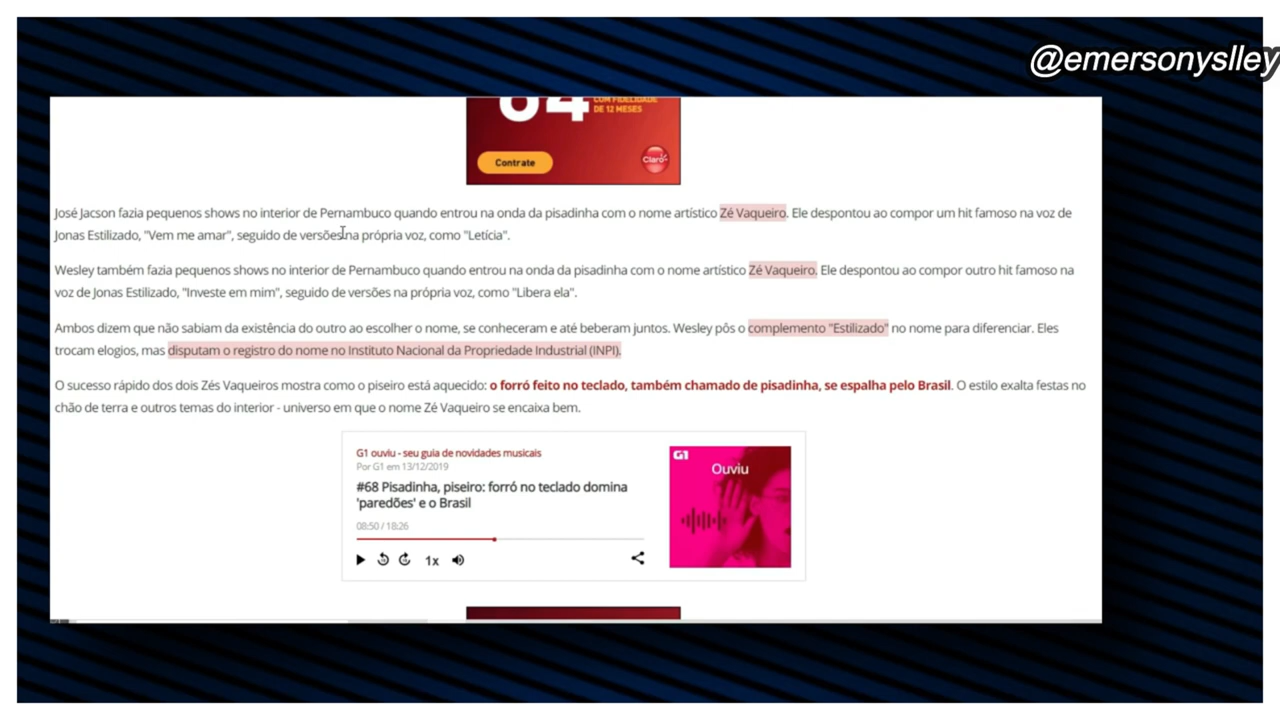 @emersonyslley
64
COM FIDELIDADE
DE 12 MESES
Contrate
Claro
José Jacson fazia pequenos shows no interior de Pernambuco quando entrou na onda da pisadinha com o nome artístico Zé Vaqueiro. Ele despontou ao compor um hit famoso na voz de
Jonas Estilizado, "Vem me amar", seguido de versões na própria voz, como "Letícia".
Wesley também fazia pequenos shows no interior de Pernambuco quando entrou na onda da pisadinha com o nome artístico Zé Vaqueiro. Ele despontou ao compor outro hit famoso na
voz de Jonas Estilizado, "Investe em mim", seguido de versões na própria voz, como "Libera ela".
Ambos dizem que não sabiam da existência do outro ao escolher o nome, se conheceram e até beberam juntos. Wesley pôs o complemento "Estilizado" no nome para diferenciar. Eles
trocam elogios, mas disputam o registro do nome no Instituto Nacional da Propriedade Industrial (INPI).
O sucesso rápido dos dois Zés Vaqueiros mostra como o piseiro está aquecido: o forró feito no teclado, também chamado de pisadinha, se espalha pelo Brasil. O estilo exalta festas no
chão de terra e outros temas do interior - universo em que o nome Zé Vaqueiro se encaixa bem.
G1 ouviu - seu guia de novidades musicais
Por G1 em 13/12/2019
#68 Pisadinha, piseiro: forró no teclado domina
'paredões' e o Brasil
08:50 / 18:26
1x
G1
Ouviu